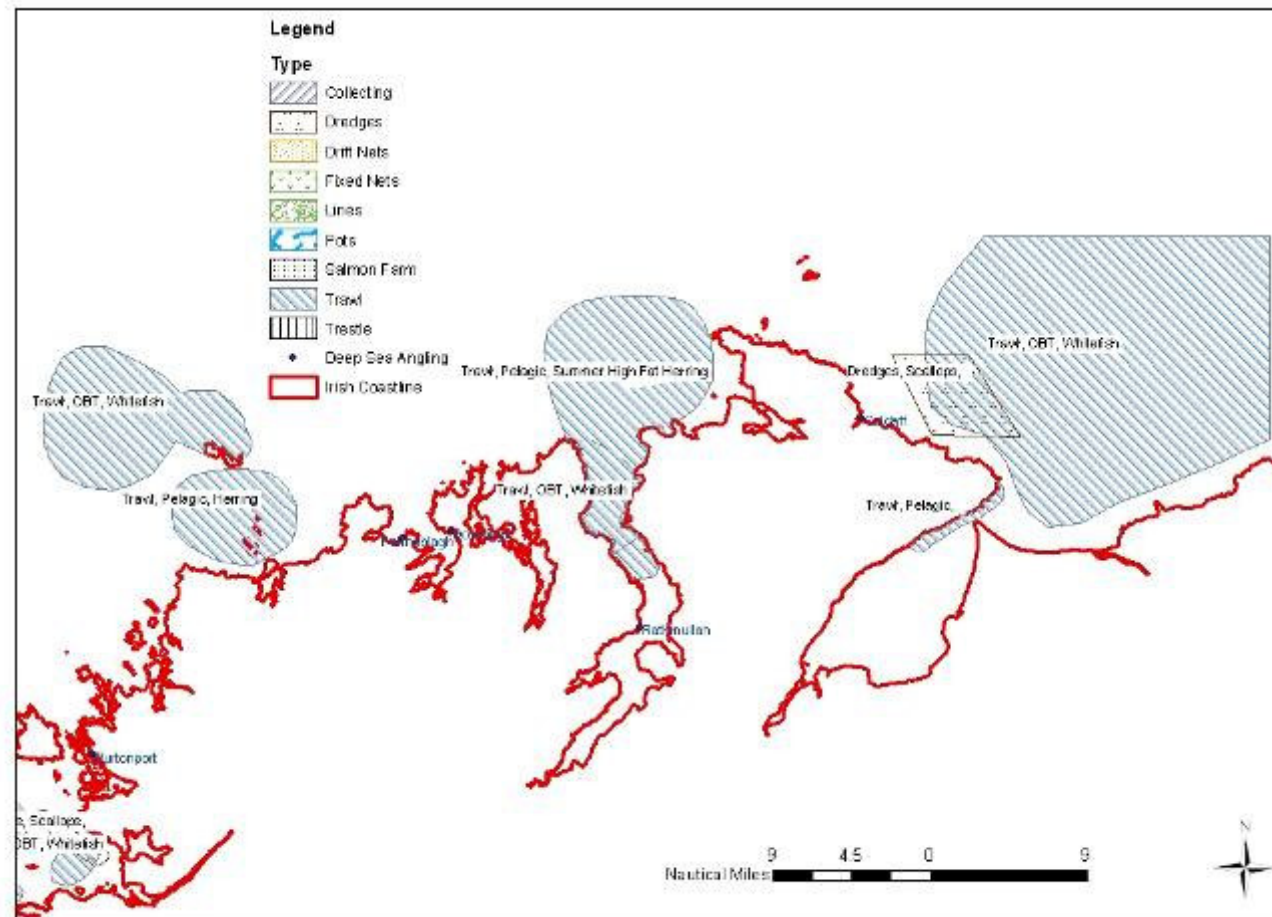 Legend
Type
Collecting
Dredges
Drift Nets
Fixed Nets
Lines
Pots
Salmon Farm
Trawl
Trestle
Deep Sea Angling
Irish Coastline
Trawl, OBT, Whitefish
Trawl, Pelagic, Summer High Fat Herring
Trawl, OBT, Whitefish
Dredges, Scallops,
Trawl, Pelagic, Herring
Trawl, OBT, Whitefish
Trawl, Pelagic,
Rathmullan
Burtonport
s, Scallops,
OBT, Whitefish
N
9 4.5 0 9
Nautical Miles